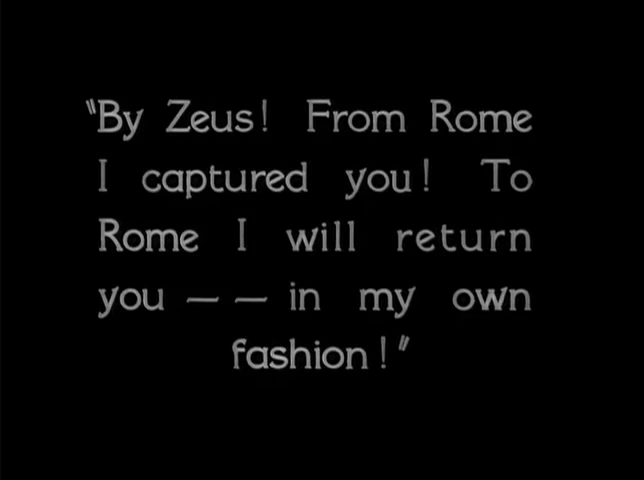 "By Zeus! From Rome
I captured you! To
Rome I will return
you — — in my own
fashion!"